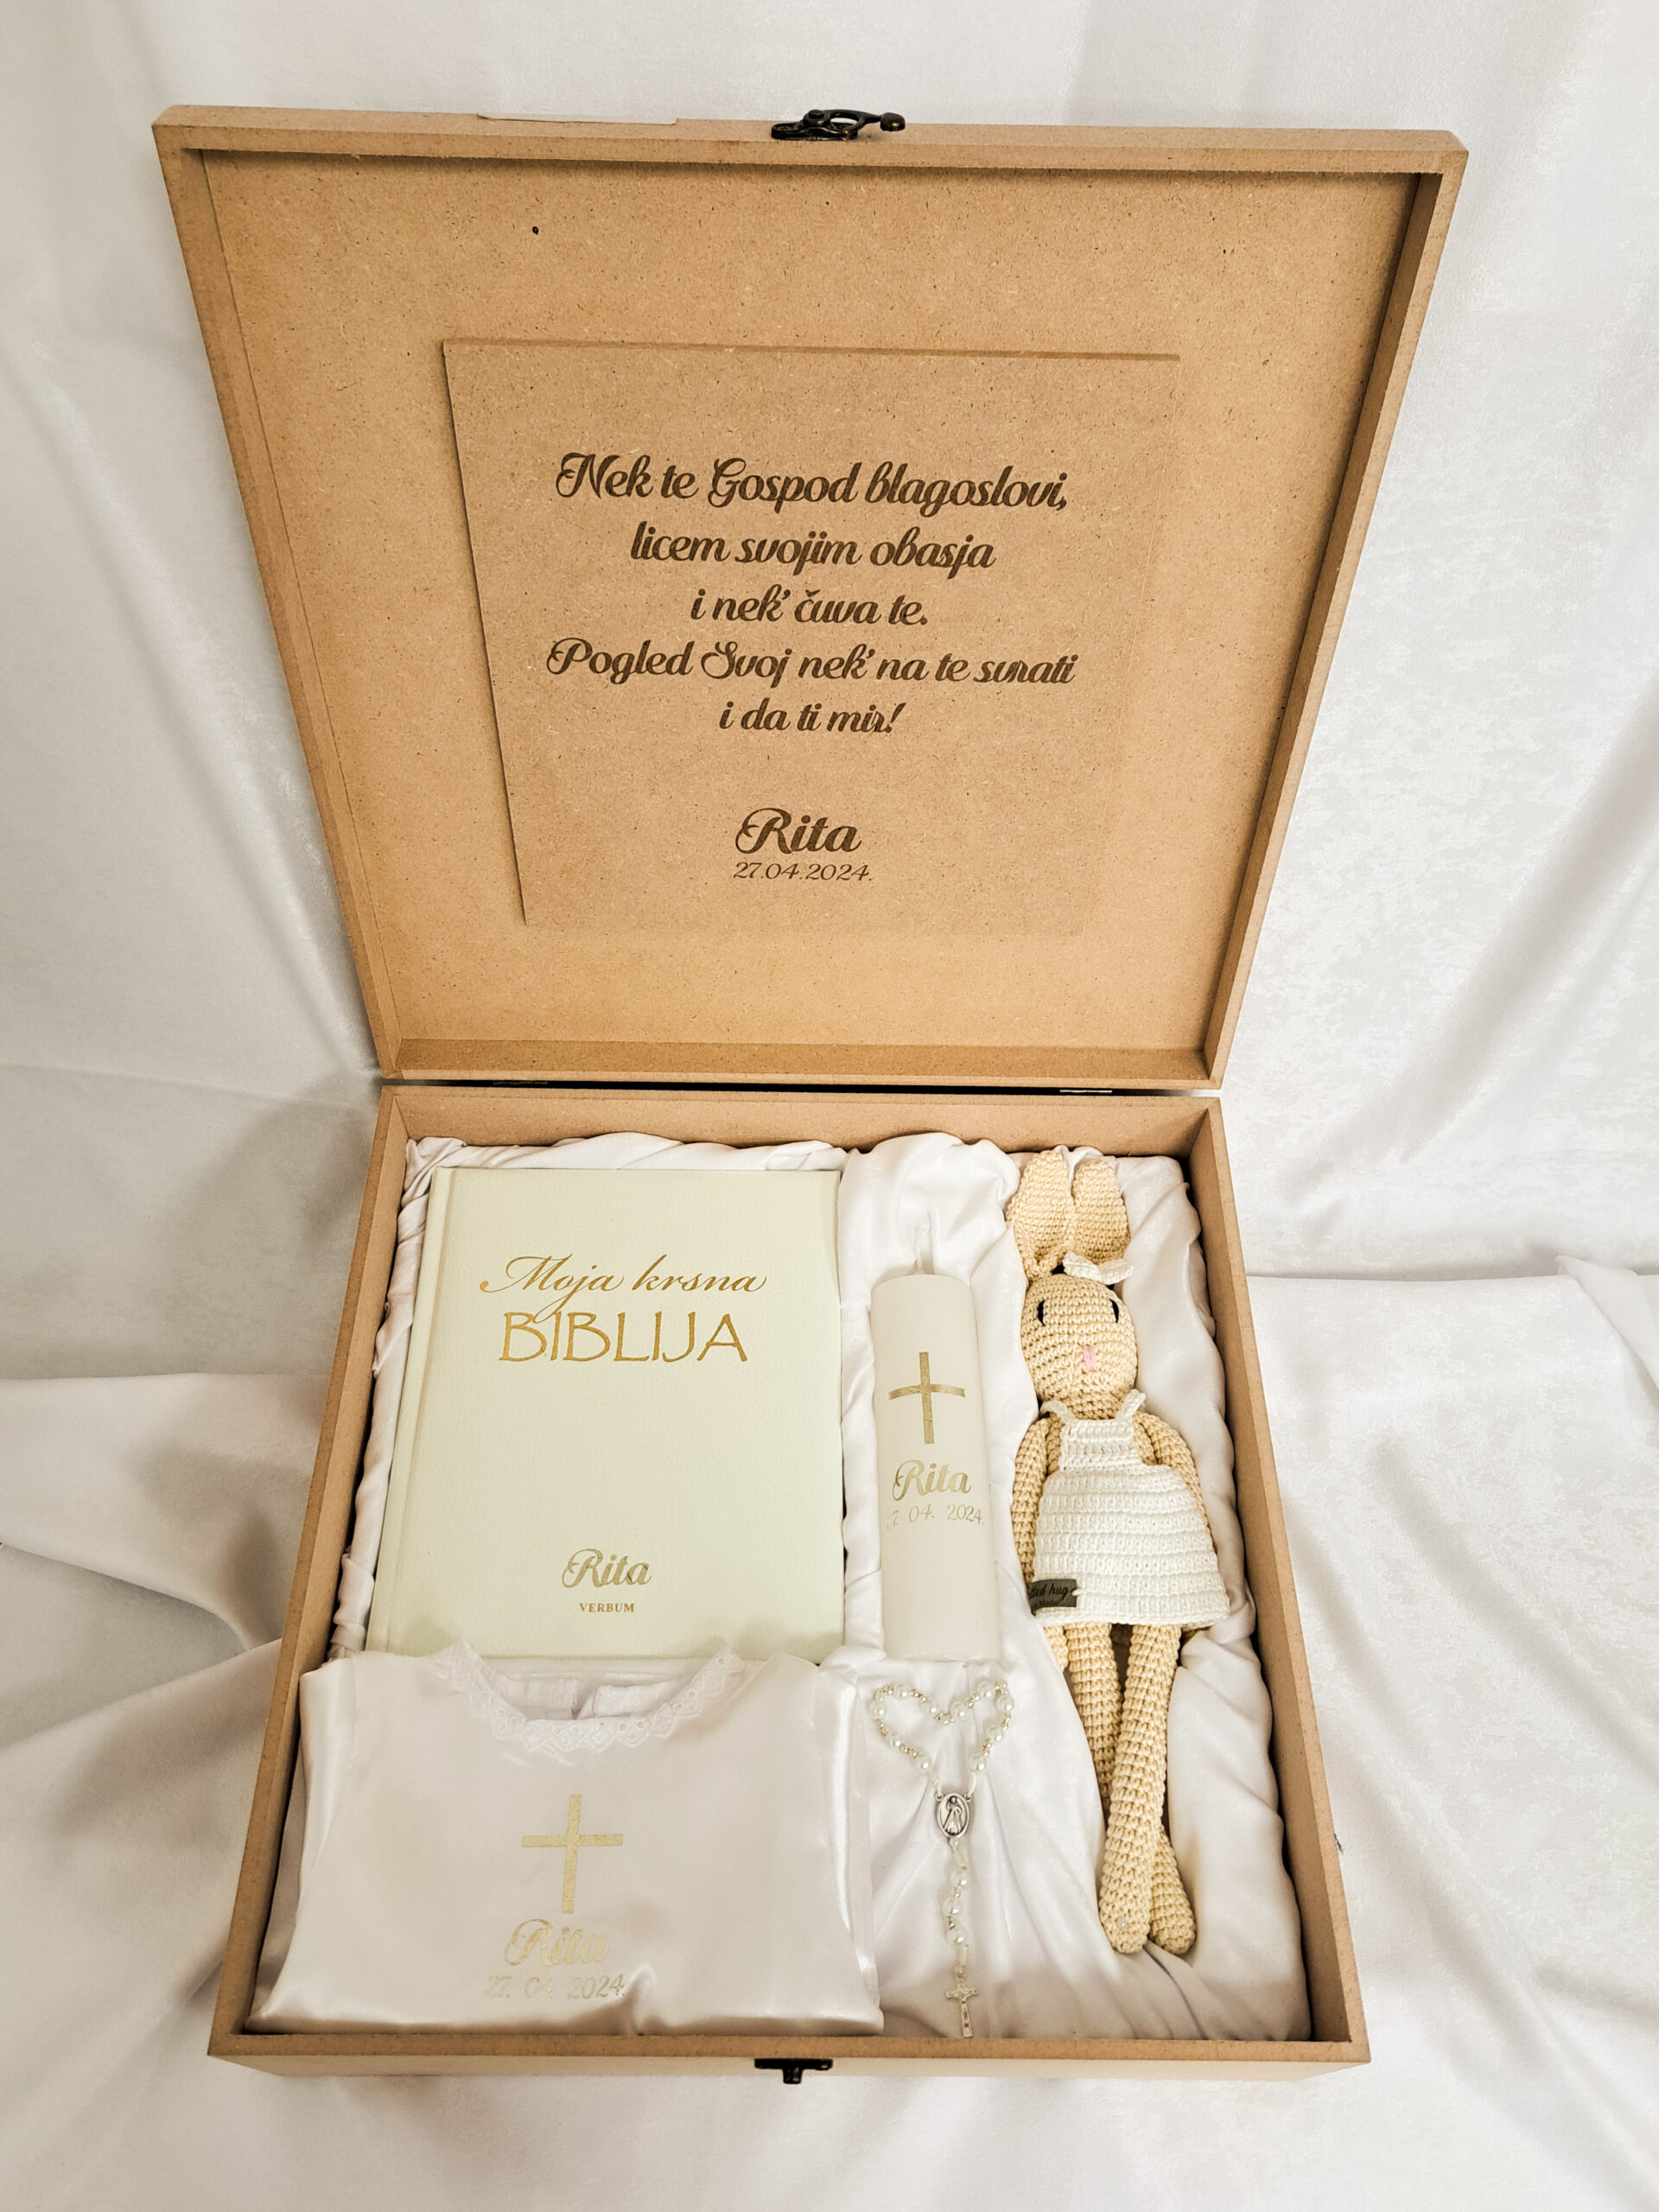 Nek te Gospod blagoslovi,
licem svojim obasja
i nek' čuva te.
Pogled Svoj nek' na te svrati
i da ti mir!
Rita
27.04.2024.
Moja krsna
BIBLIJA
Rita
VERBUM
Rita
7. 04. 2024.
hug
Rita
27. 04. 2024.